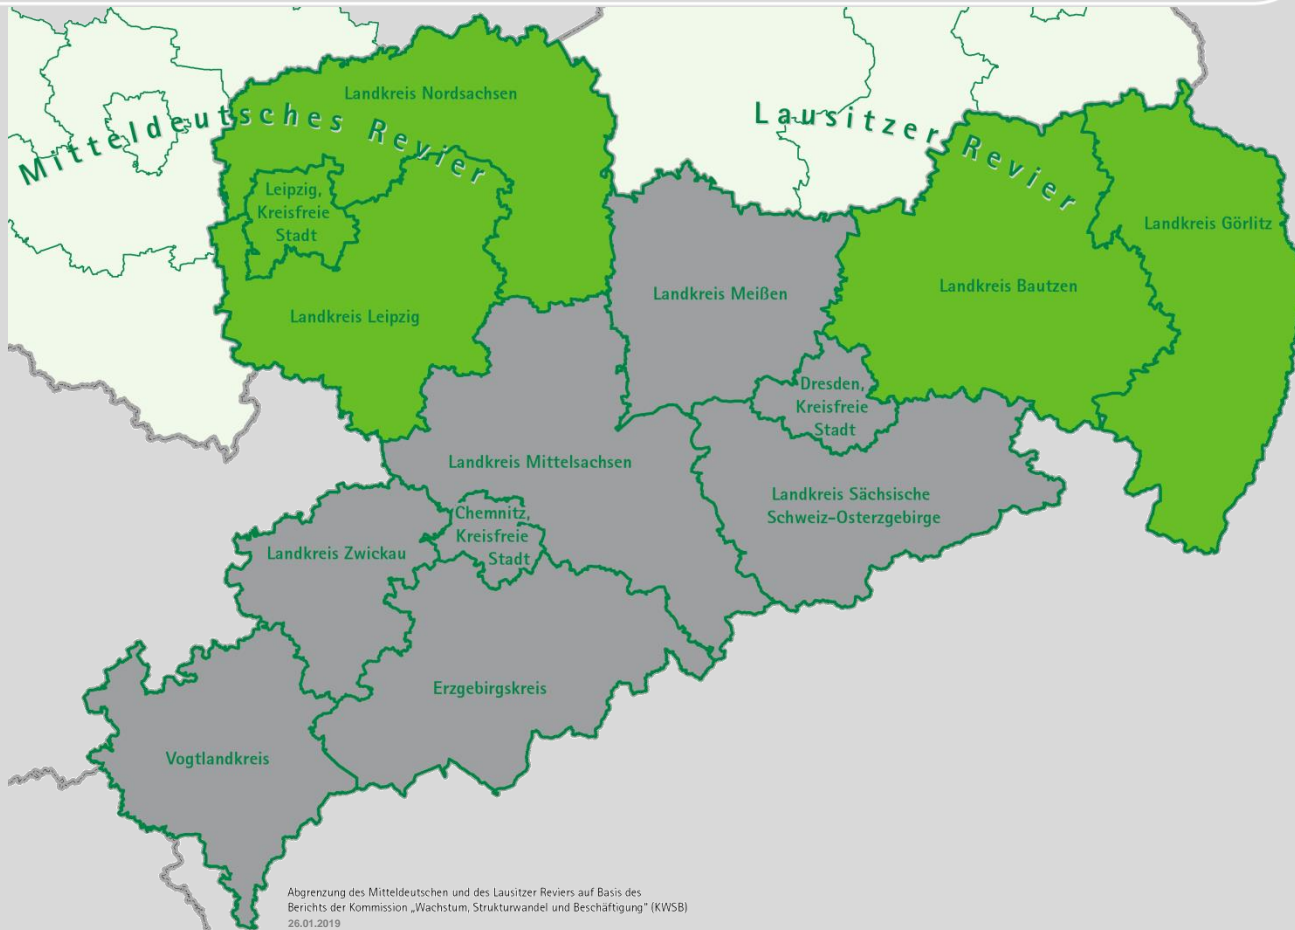 Mitteldeutsches Revier
Lausitzer Revier
Landkreis Nordsachsen
Leipzig,
Kreisfreie
Stadt
Landkreis Leipzig
Landkreis Meißen
Landkreis Bautzen
Landkreis Görlitz
Dresden,
Kreisfreie
Stadt
Landkreis Mittelsachsen
Landkreis Sächsische
Schweiz-Osterzgebirge
Chemnitz,
Kreisfreie
Stadt
Landkreis Zwickau
Erzgebirgskreis
Vogtlandkreis
Abgrenzung des Mitteldeutschen und des Lausitzer Reviers auf Basis des
Berichts der Kommission „Wachstum, Strukturwandel und Beschäftigung" (KWSB)
26.01.2019